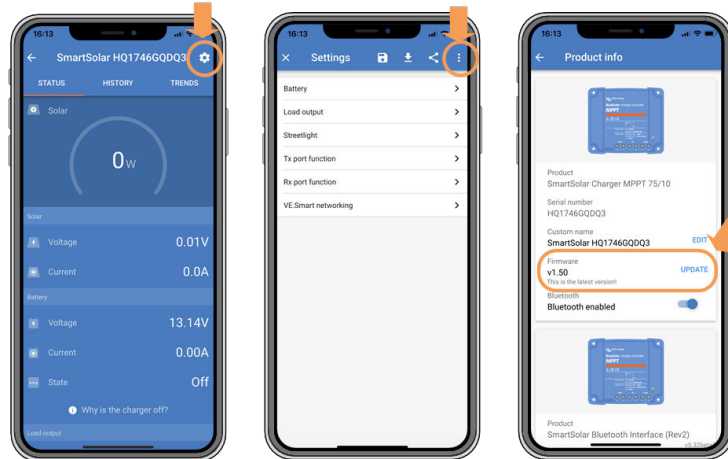 16:13
SmartSolar HQ1746GQDQ3
STATUS HISTORY TRENDS
Solar
0W
Solar
Voltage 0.01V
Current 0.0A
Battery
Voltage 13.14V
Current 0.00A
State Off
Why is the charger off?
Load output
16:13
Settings
Battery
Load output
Streetlight
Tx port function
Rx port function
VE.Smart networking
16:13
Product info
MPPT
Product
SmartSolar Charger MPPT 75/10
Serial number
HQ1746GQDQ3
Custom name
SmartSolar HQ1746GQDQ3 EDIT
Firmware
v1.50 UPDATE
This is the latest version!
Bluetooth
Bluetooth enabled
MPPT
Product
SmartSolar Bluetooth Interface (Rev2)